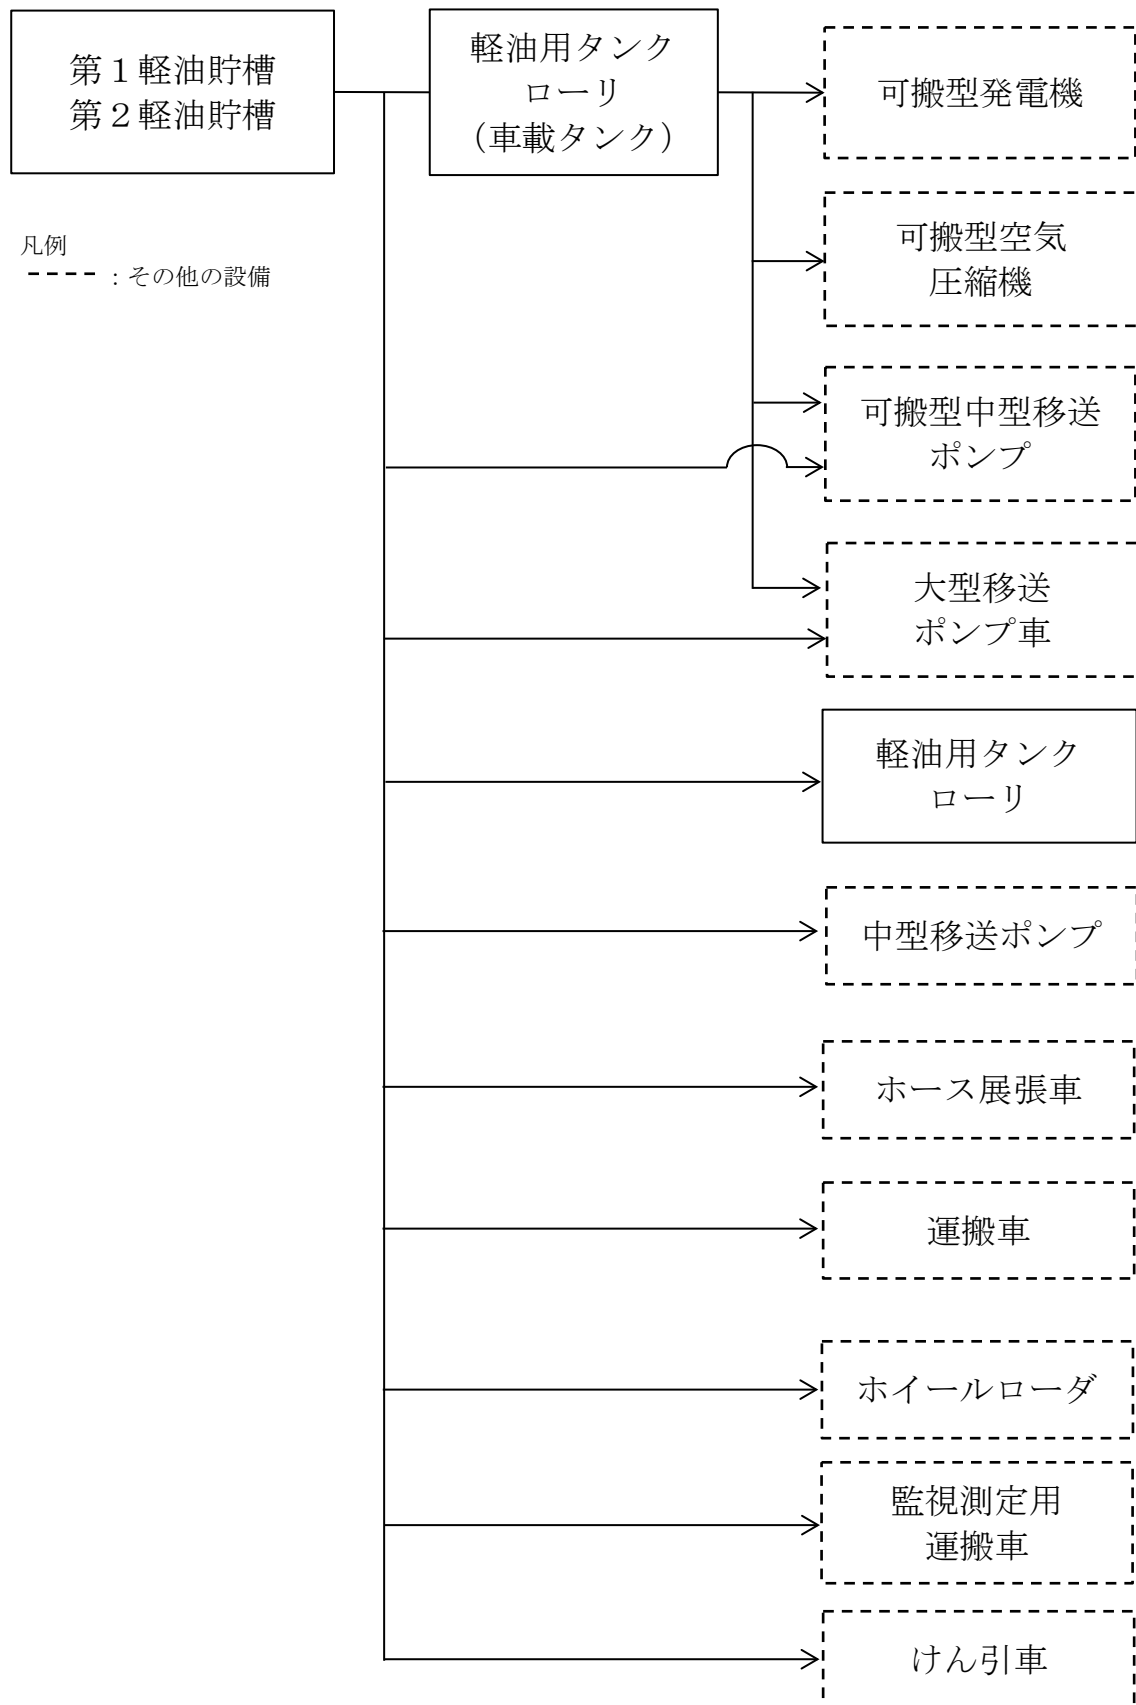 第１軽油貯槽
第２軽油貯槽
軽油用タンク
ローリ
（車載タンク）
可搬型発電機
凡例
：その他の設備
可搬型空気
圧縮機
可搬型中型移送
ポンプ
大型移送
ポンプ車
軽油用タンク
ローリ
中型移送ポンプ
ホース展張車
運搬車
ホイールローダ
監視測定用
運搬車
けん引車